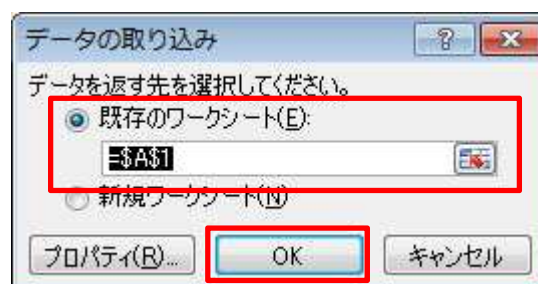 データの取り込み
データを返す先を選択してください。
既存のワークシート(E):
=$A$1
新規ワークシート(N)
プロパティ(R)... OK キャンセル